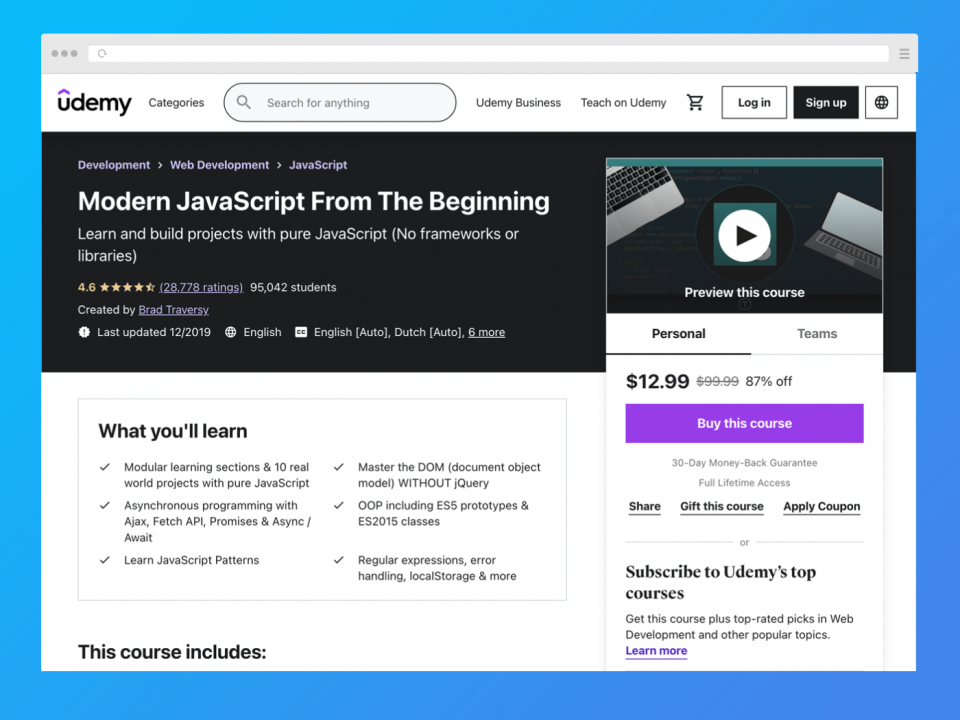 udemy Categories Search for anything Udemy Business Teach on Udemy Log in Sign up
Development > Web Development > JavaScript
Modern JavaScript From The Beginning
Learn and build projects with pure JavaScript (No frameworks or
libraries)
4.6 (28,778 ratings) 95,042 students
Created by Brad Traversy
Last updated 12/2019 English CC English [Auto], Dutch [Auto], 6 more
What you'll learn
Modular learning sections & 10 real
world projects with pure JavaScript
Asynchronous programming with
Ajax, Fetch API, Promises & Async /
Await
Learn JavaScript Patterns
Master the DOM (document object
model) WITHOUT jQuery
OOP including ES5 prototypes &
ES2015 classes
Regular expressions, error
handling, localStorage & more
This course includes:
Preview this course
Personal Teams
$12.99 $99.99 87% off
Buy this course
30-Day Money-Back Guarantee
Full Lifetime Access
Share Gift this course Apply Coupon
or
Subscribe to Udemy's top
courses
Get this course plus top-rated picks in Web
Development and other popular topics.
Learn more